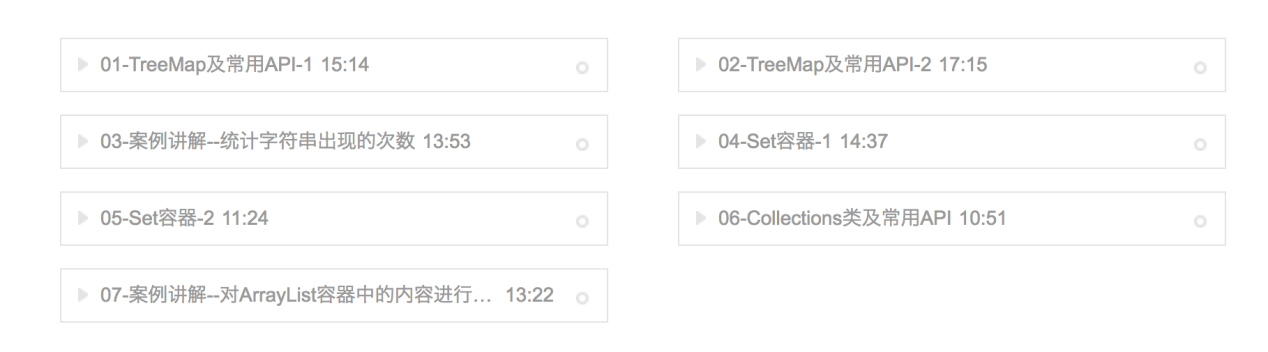 01-TreeMap及常用API-1 15:14
02-TreeMap及常用API-2 17:15
03-案例讲解--统计字符串出现的次数 13:53
04-Set容器-1 14:37
05-Set容器-2 11:24
06-Collections类及常用API 10:51
07-案例讲解--对ArrayList容器中的内容进行... 13:22